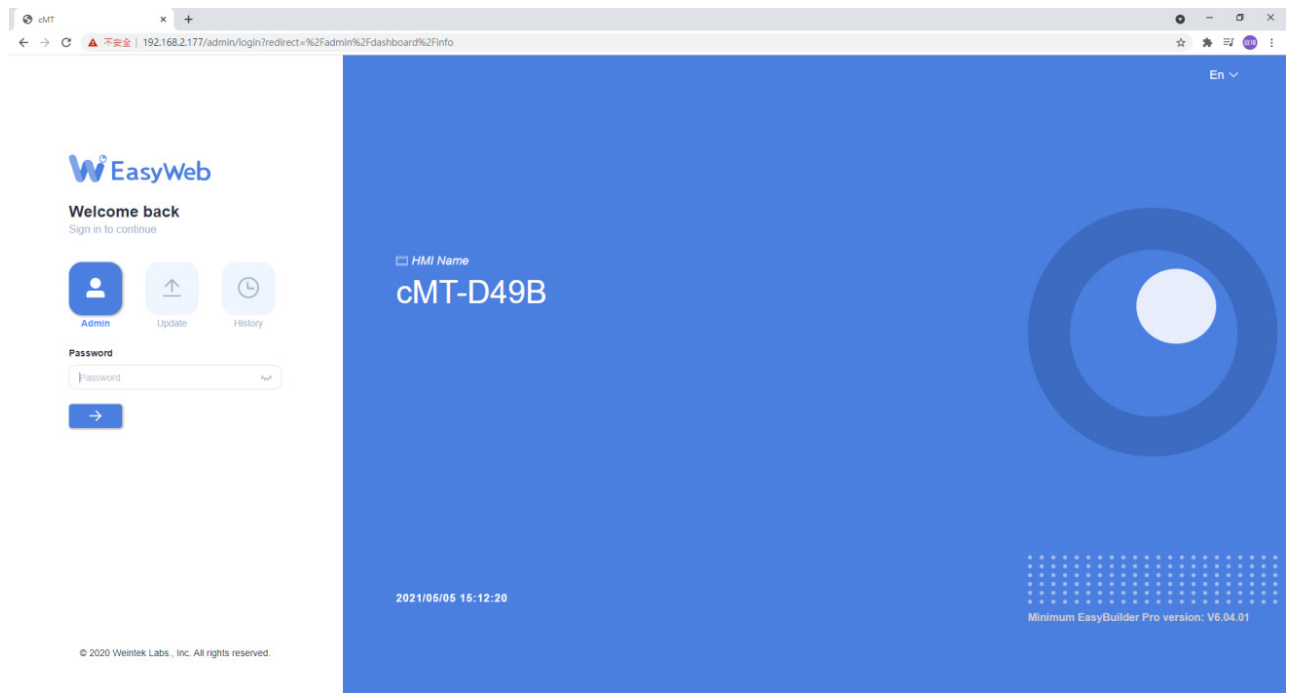 cMT
不安全 | 192.168.2.177/admin/login?redirect=%2Fadmin%2Fdashboard%2Finfo
En
EasyWeb
Welcome back
Sign in to continue
HMI Name
cMT-D49B
Admin Update History
Password
Password
2021/05/05 15:12:20
Minimum EasyBuilder Pro version: V6.04.01
© 2020 Weintek Labs., Inc. All rights reserved.